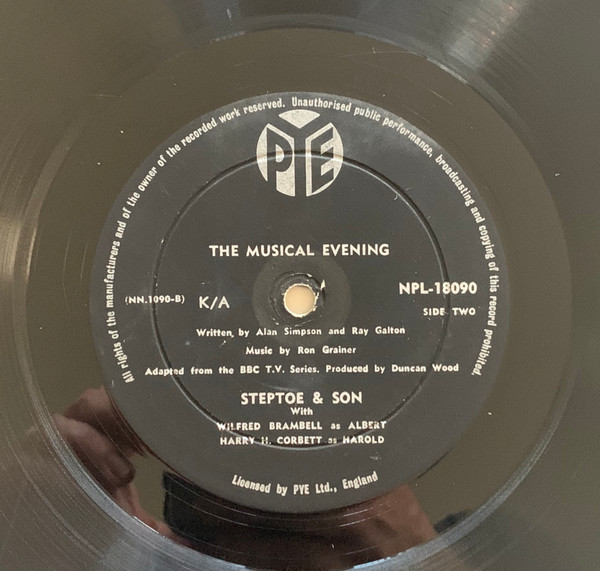 All rights of the manufacturers and of the owner of the recorded work reserved. Unauthorised public performance, broadcasting and copying of this record prohibited.
PYE
THE MUSICAL EVENING
NPL-18090
(NN.1090-B) K/A
SIDE TWO
Written by Alan Simpson and Ray Galton
Music by Ron Grainer
Adapted from the BBC T.V. Series. Produced by Duncan Wood
STEPTOE & SON
With
WILFRED BRAMBELL as ALBERT
HARRY H. CORBETT as HAROLD
Licensed by PYE Ltd., England